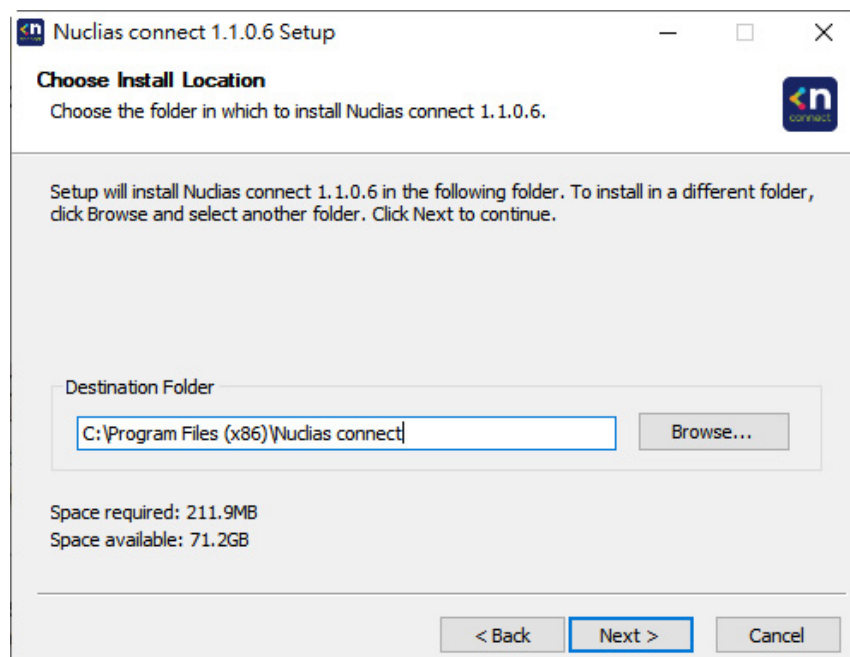 Nuclias connect 1.1.0.6 Setup
Choose Install Location
Choose the folder in which to install Nuclias connect 1.1.0.6.
connect
Setup will install Nuclias connect 1.1.0.6 in the following folder. To install in a different folder,
click Browse and select another folder. Click Next to continue.
Destination Folder
C:\Program Files (x86)\Nuclias connect
Browse...
Space required: 211.9MB
Space available: 71.2GB
< Back
Next >
Cancel